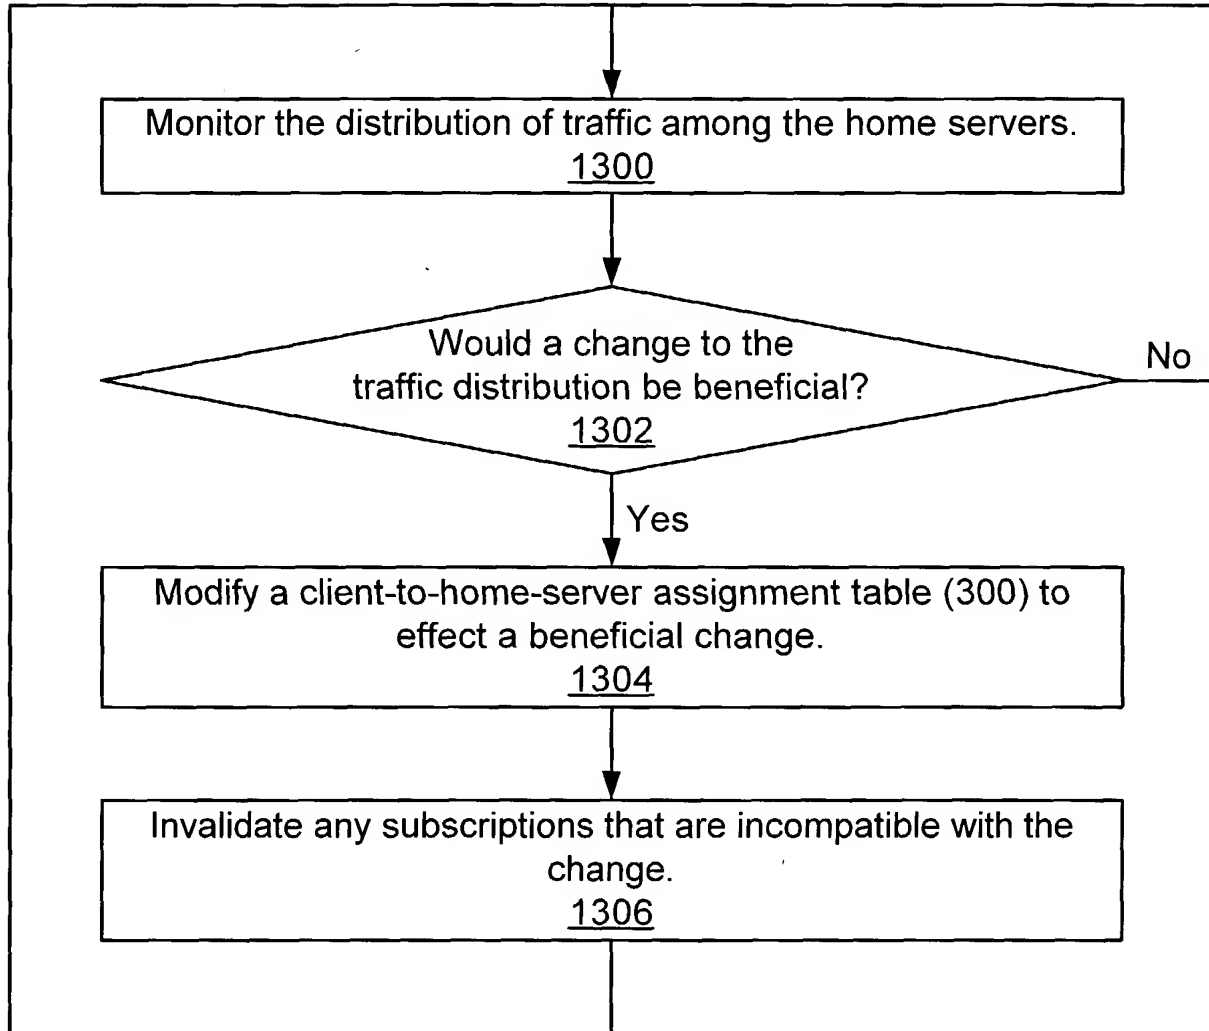 Monitor the distribution of traffic among the home servers.
1300
Would a change to the
traffic distribution be beneficial?
1302
No
Yes
Modify a client-to-home-server assignment table (300) to
effect a beneficial change.
1304
Invalidate any subscriptions that are incompatible with the
change.
1306